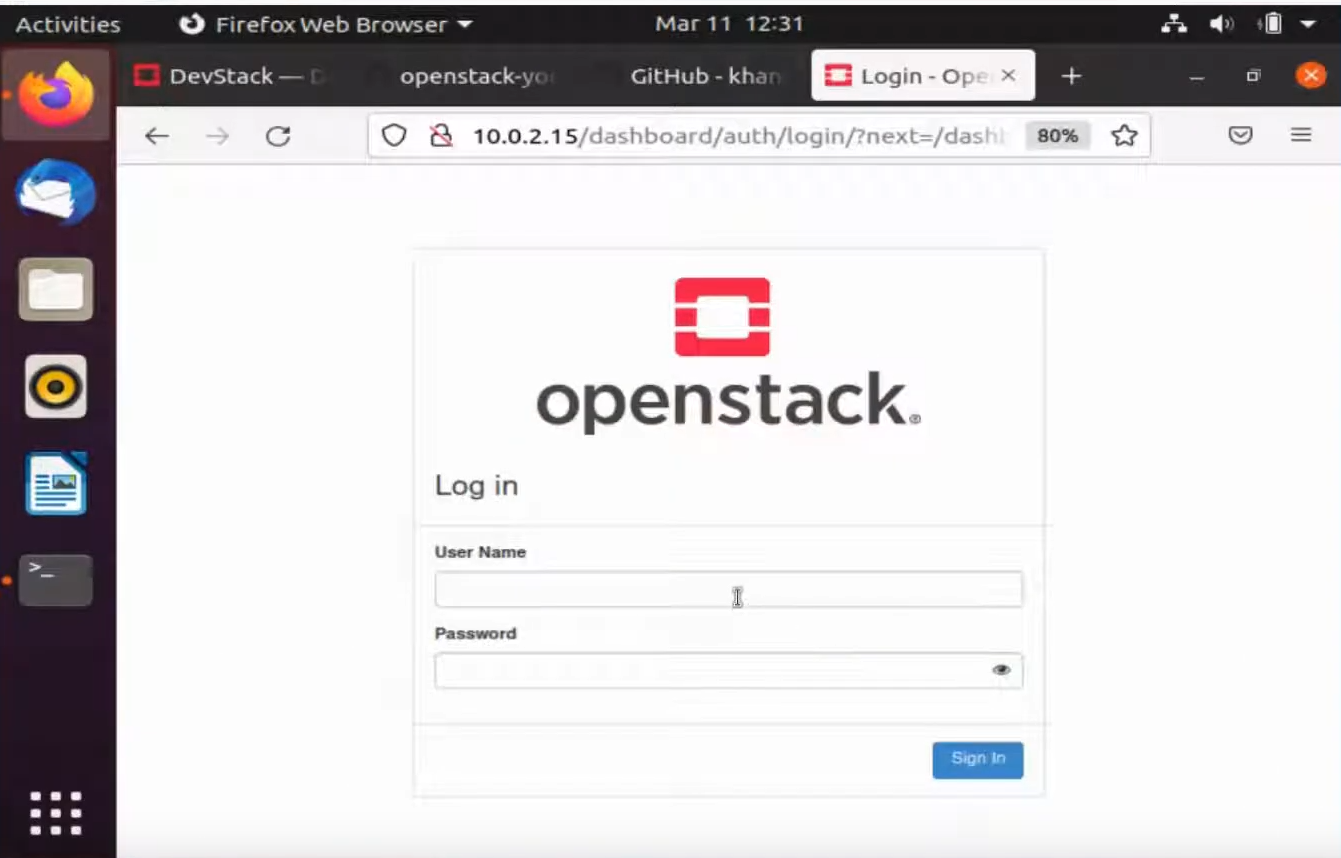 Activities Firefox Web Browser Mar 11 12:31
DevStack — D openstack-yo GitHub - khan Login - Ope
10.0.2.15/dashboard/auth/login/?next=/dash 80%
openstack®
Log in
User Name
Password
Sign In